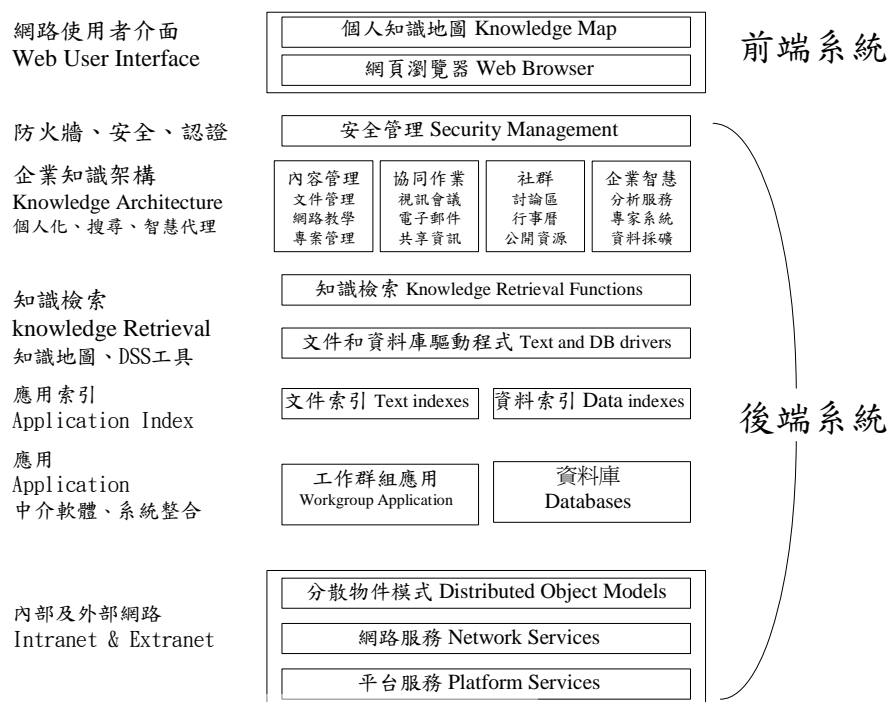 網路使用者介面
Web User Interface
個人知識地圖 Knowledge Map
網頁瀏覽器 Web Browser
前端系統
防火牆、安全、認證
安全管理 Security Management
企業知識架構
Knowledge Architecture
個人化、搜尋、智慧代理
內容管理
文件管理
網路教學
專案管理
協同作業
視訊會議
電子郵件
共享資訊
社群
討論區
行事曆
公開資源
企業智慧
分析服務
專家系統
資料採礦
知識檢索
knowledge Retrieval
知識地圖、DSS工具
知識檢索 Knowledge Retrieval Functions
文件和資料庫驅動程式 Text and DB drivers
應用索引
Application Index
文件索引 Text indexes
資料索引 Data indexes
後端系統
應用
Application
中介軟體、系統整合
工作群組應用
Workgroup Application
資料庫
Databases
內部及外部網路
Intranet & Extranet
分散物件模式 Distributed Object Models
網路服務 Network Services
平台服務 Platform Services